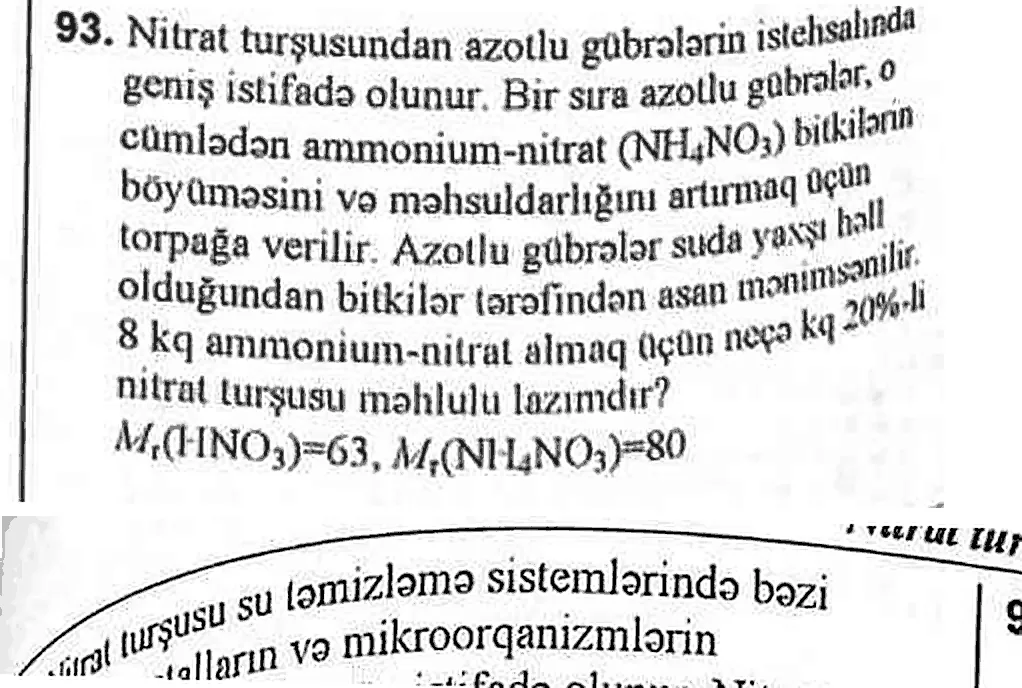 93. Nitrat turşusundan azotlu gübrələrin istehsalında
geniş istifadə olunur. Bir sıra azotlu gübrələr, o
cümlədən ammonium-nitrat (NH₄NO₃) bitkilərin
böyüməsini və məhsuldarlığını artırmaq üçün
torpağa verilir. Azotlu gübrələr suda yaxşı həll
olduğundan bitkilər tərəfindən asan mənimsənilir.
8 kq ammonium-nitrat almaq üçün neçə kq 20%-li
nitrat turşusu məhlulu lazımdır?
Mᵣ(HNO₃)=63, Mᵣ(NH₄NO₃)=80
turşusu su təmizləmə sistemlərində bəzi
və mikroorqanizmlərin